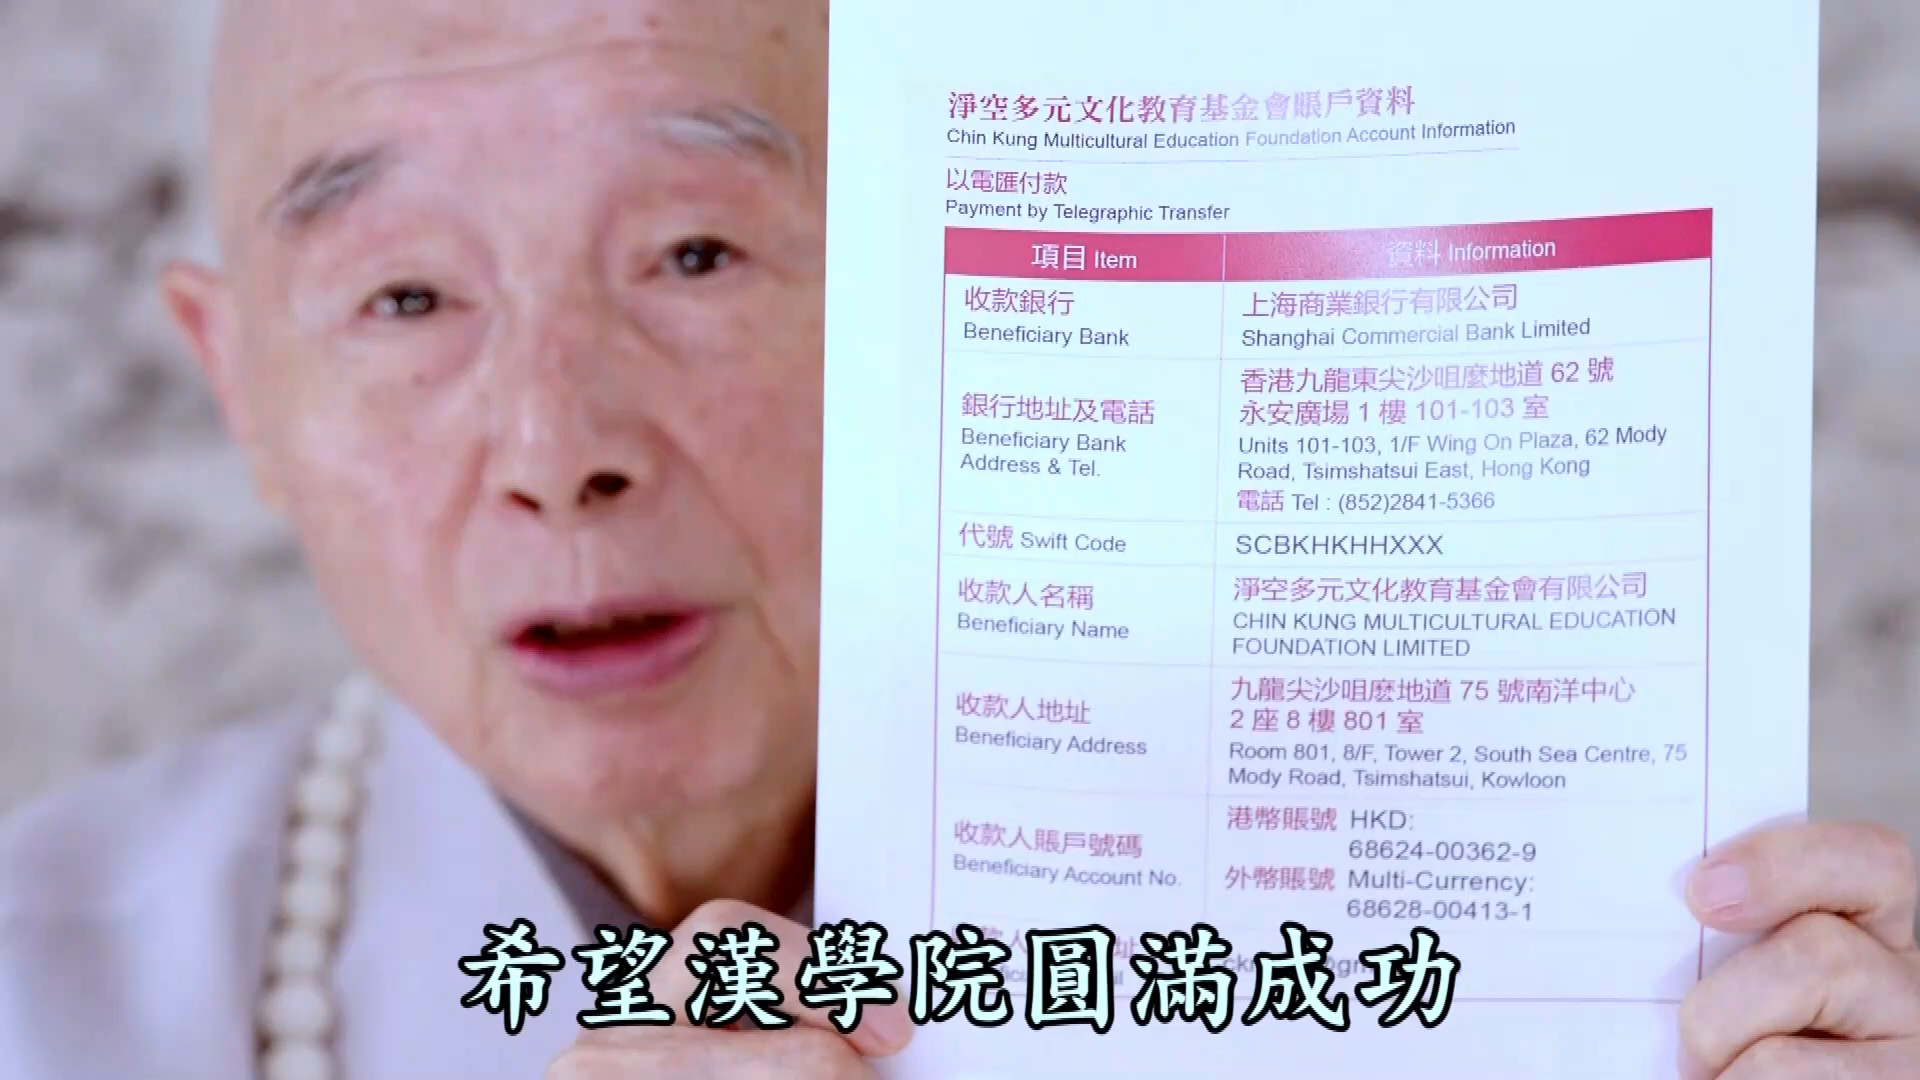 淨空多元文化教育基金會賬戶資料
Chin Kung Multicultural Education Foundation Account Information
以電匯付款
Payment by Telegraphic Transfer
項目 Item
資料 Information
收款銀行
Beneficiary Bank
上海商業銀行有限公司
Shanghai Commercial Bank Limited
銀行地址及電話
Beneficiary Bank
Address & Tel.
香港九龍東尖沙咀麼地道 62 號
永安廣場 1 樓 101-103 室
Units 101-103, 1/F Wing On Plaza, 62 Mody
Road, Tsimshatsui East, Hong Kong
電話 Tel : (852)2841-5366
代號 Swift Code
SCBKHKHHXXX
收款人名稱
Beneficiary Name
淨空多元文化教育基金會有限公司
CHIN KUNG MULTICULTURAL EDUCATION
FOUNDATION LIMITED
收款人地址
Beneficiary Address
九龍尖沙咀麽地道 75 號南洋中心
2 座 8 樓 801 室
Room 801, 8/F, Tower 2, South Sea Centre, 75
Mody Road, Tsimshatsui, Kowloon
收款人賬戶號碼
Beneficiary Account No.
港幣賬號 HKD:
68624-00362-9
外幣賬號 Multi-Currency:
68628-00413-1
希望漢學院圓滿成功